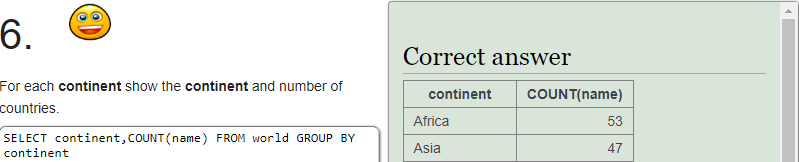 6.
For each continent show the continent and number of
countries.
SELECT continent,COUNT(name) FROM world GROUP BY
continent
Correct answer
continent COUNT(name)
Africa 53
Asia 47